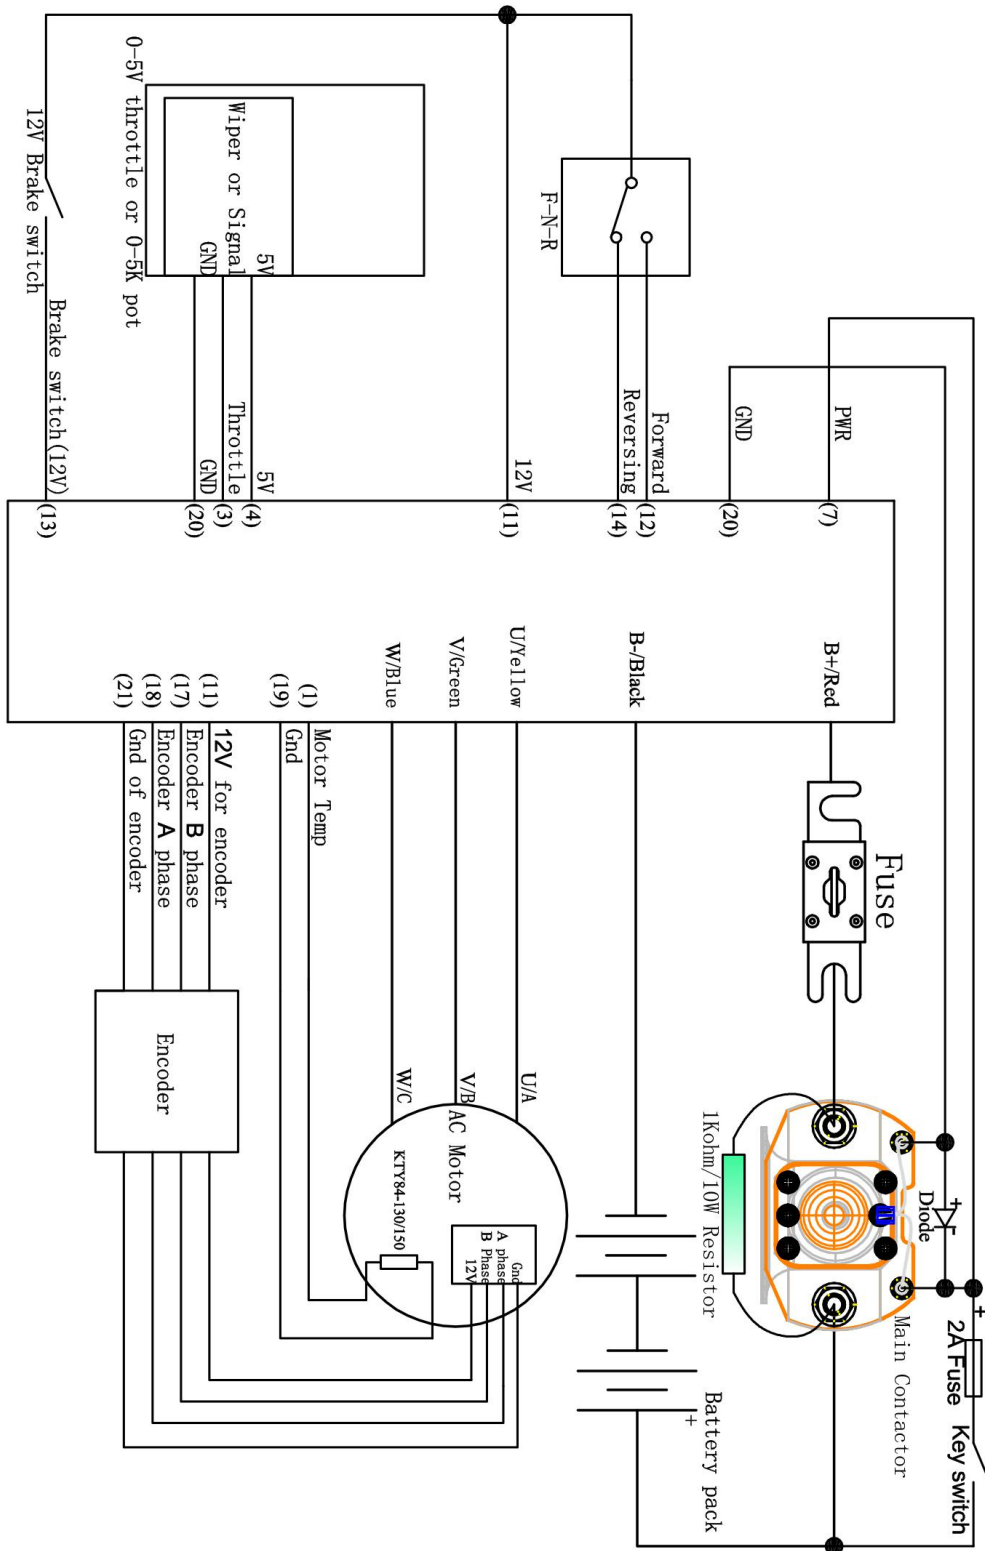 PWR
GND
Forward
Reversing
12V
5V
Throttle
GND
Brake switch(12V)
12V Brake switch
F-N-R
5V
Wiper or Signal
GND
0-5V throttle or 0-5K pot
(7)
(20)
(12)
(14)
(11)
(4)
(3)
(20)
(13)
B+/Red
B-/Black
U/Yellow
V/Green
W/Blue
(1)
(19)
(11)
(17)
(18)
(21)
Motor Temp
Gnd
12V for encoder
Encoder B phase
Encoder A phase
Gnd of encoder
Encoder
Fuse
U/A
V/B
W/C
AC Motor
KTY84-130/150
Gnd
A phase
B Phase
12V
1Kohm/10W Resistor
+
Diode
-
Main Contactor
+
2A Fuse
Key switch
Battery pack
+